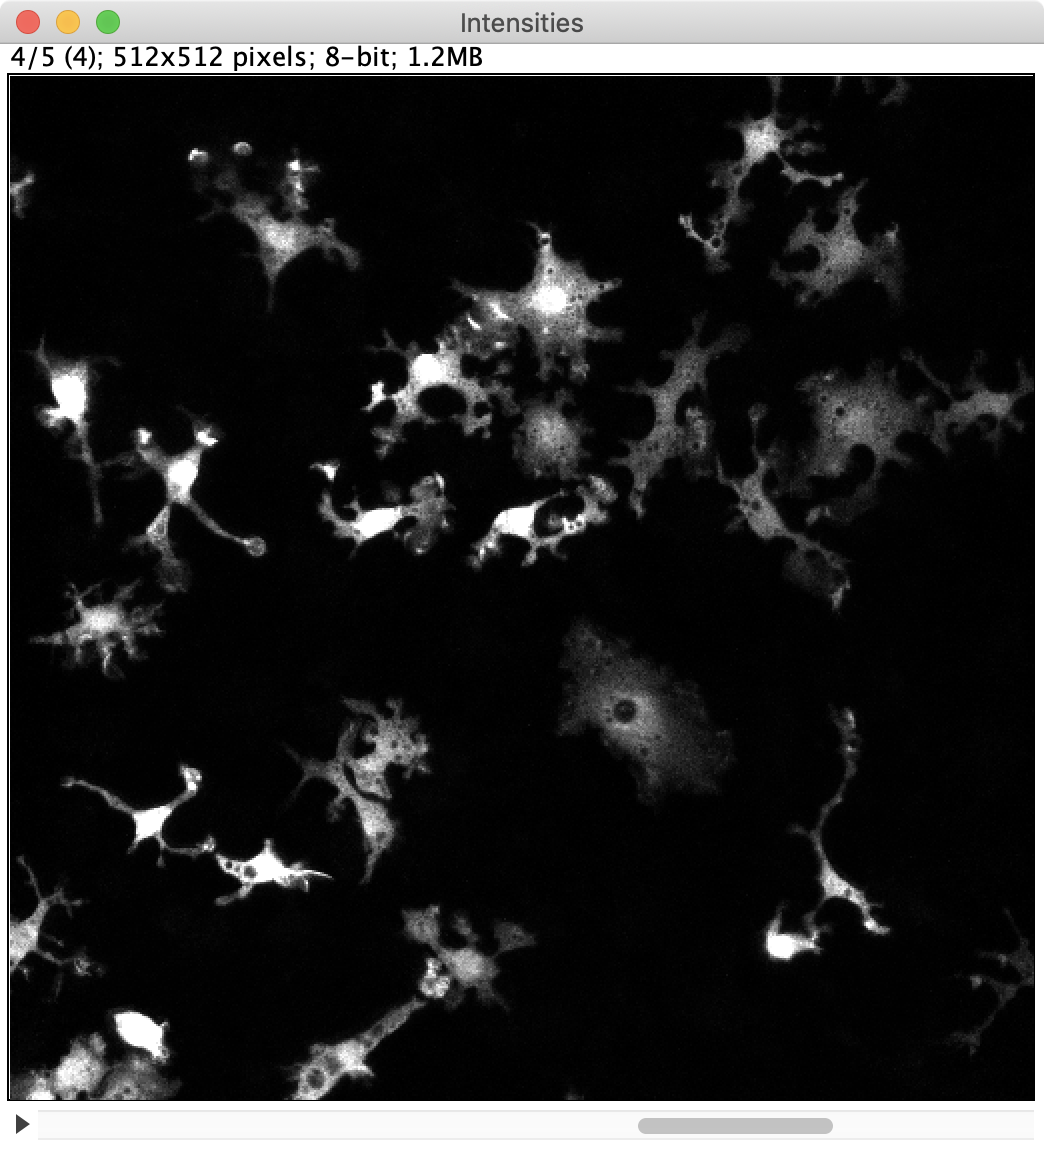 Intensities
4/5 (4); 512x512 pixels; 8-bit; 1.2MB